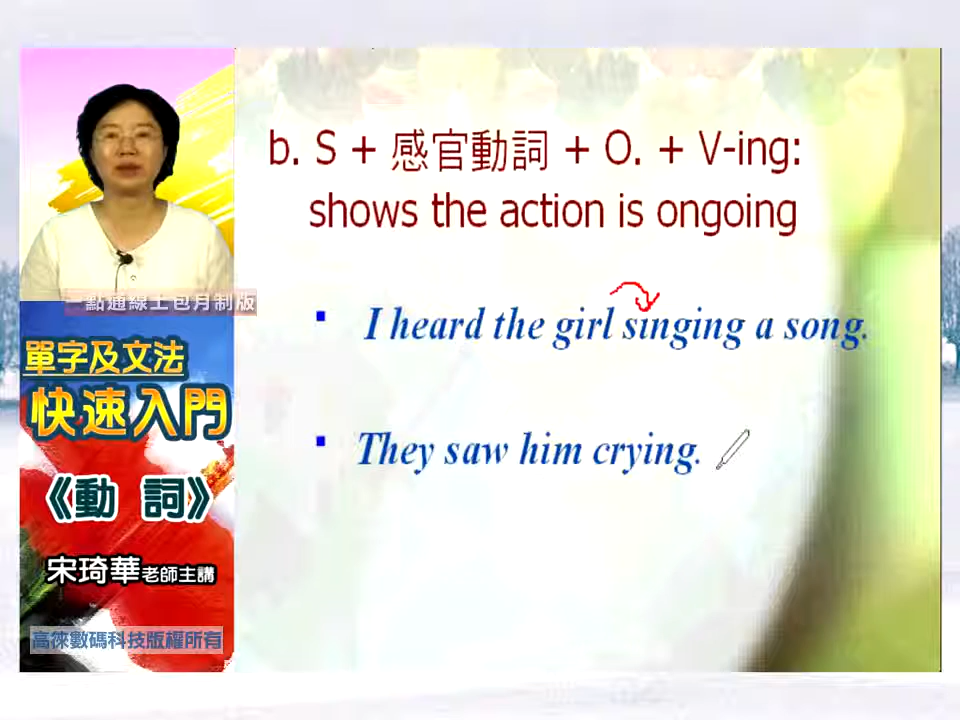 b. S + 感官動詞 + O. + V-ing:
shows the action is ongoing
I heard the girl singing a song.
They saw him crying.
一點通線上包月制版
單字及文法
快速入門
《動 詞》
宋琦華老師主講
高徠數碼科技版權所有